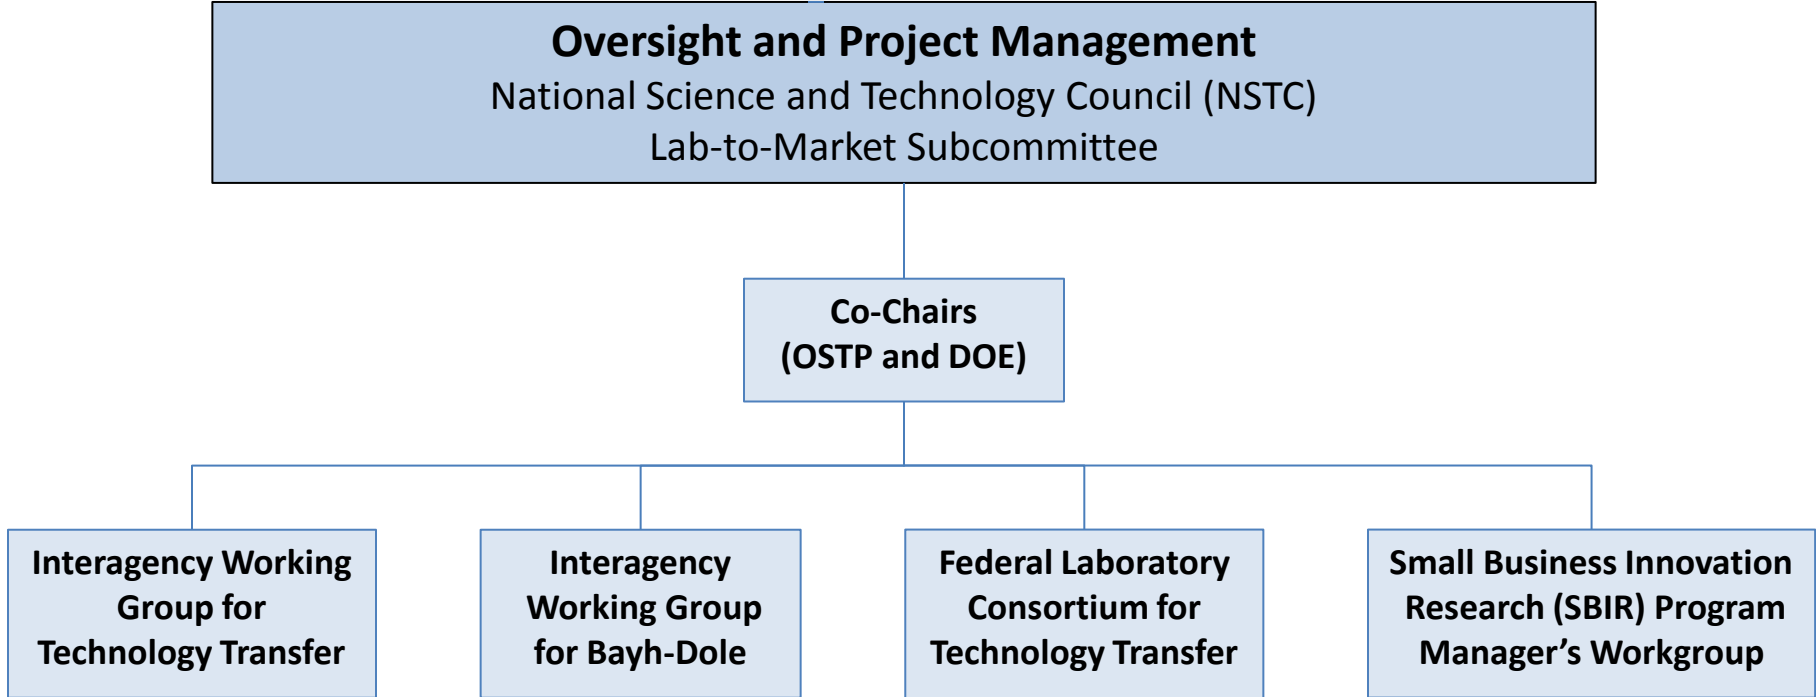 Oversight and Project Management
National Science and Technology Council (NSTC)
Lab-to-Market Subcommittee
Co-Chairs
(OSTP and DOE)
Interagency Working
Group for
Technology Transfer
Interagency
Working Group
for Bayh-Dole
Federal Laboratory
Consortium for
Technology Transfer
Small Business Innovation
Research (SBIR) Program
Manager’s Workgroup